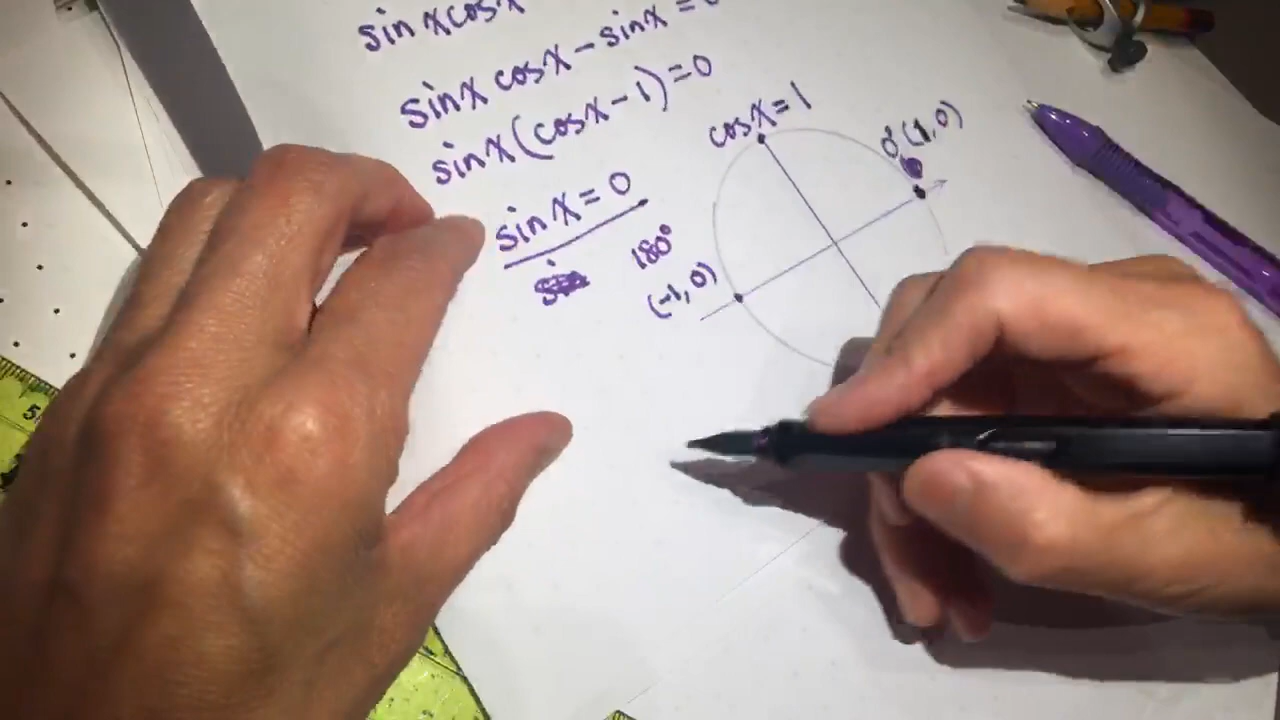 sin x cos x
sin x cos x - sin x = 0
sin x (cos x - 1) = 0
sin x = 0
cos x = 1
0° (1, 0)
180°
(-1, 0)
5